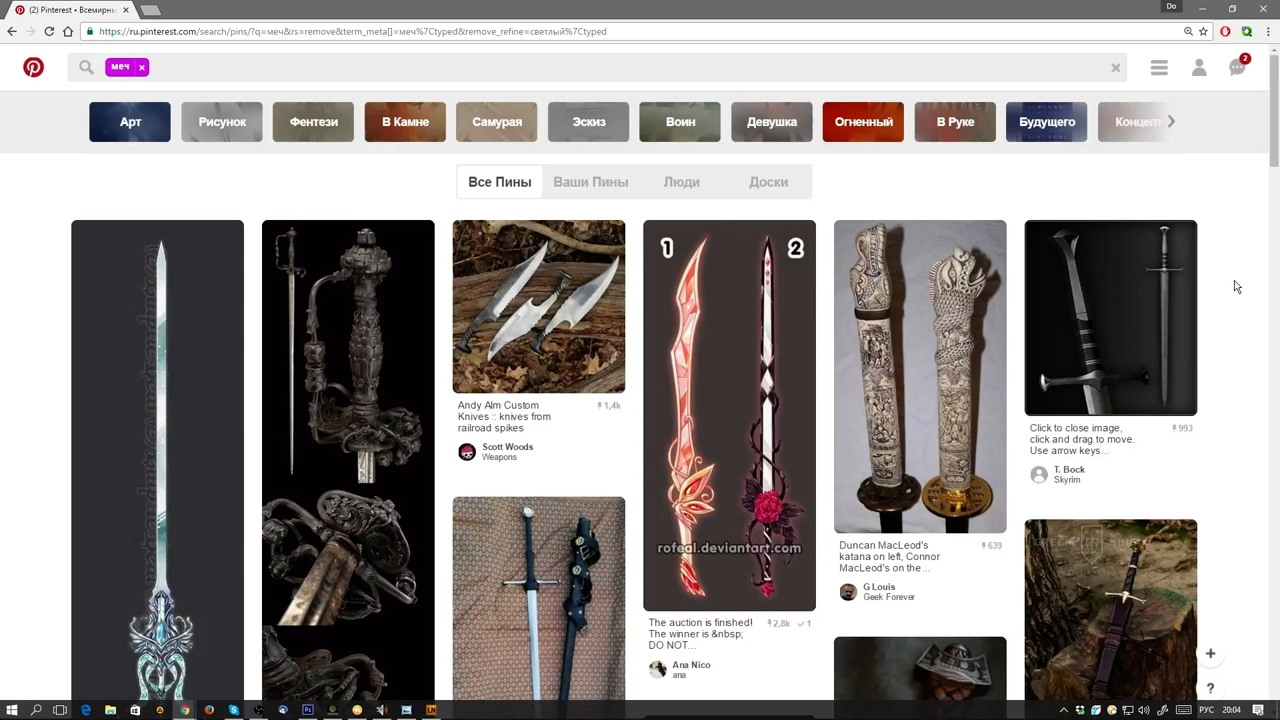 (2) Pinterest • Всемирн
Do
https://ru.pinterest.com/search/pins/?q=меч&rs=remove&term_meta[]=меч%7Ctyped&remove_refine=светлый%7Ctyped
меч
2
Арт
Рисунок
Фентези
В Камне
Самурая
Эскиз
Воин
Девушка
Огненный
В Руке
Будущего
Концепт
Все Пины
Ваши Пины
Люди
Доски
1
2
rofeal.deviantart.com
Andy Alm Custom
Knives :: knives from
railroad spikes
1,4k
Scott Woods
Weapons
The auction is finished!
The winner is &nbsp;
DO NOT...
2,8k
1
Ana Nico
ana
Duncan MacLeod's
katana on left, Connor
MacLeod's on the...
639
G Louis
Geek Forever
Click to close image,
click and drag to move.
Use arrow keys...
993
T. Bock
Skyrim
+
?
РУС
20:04